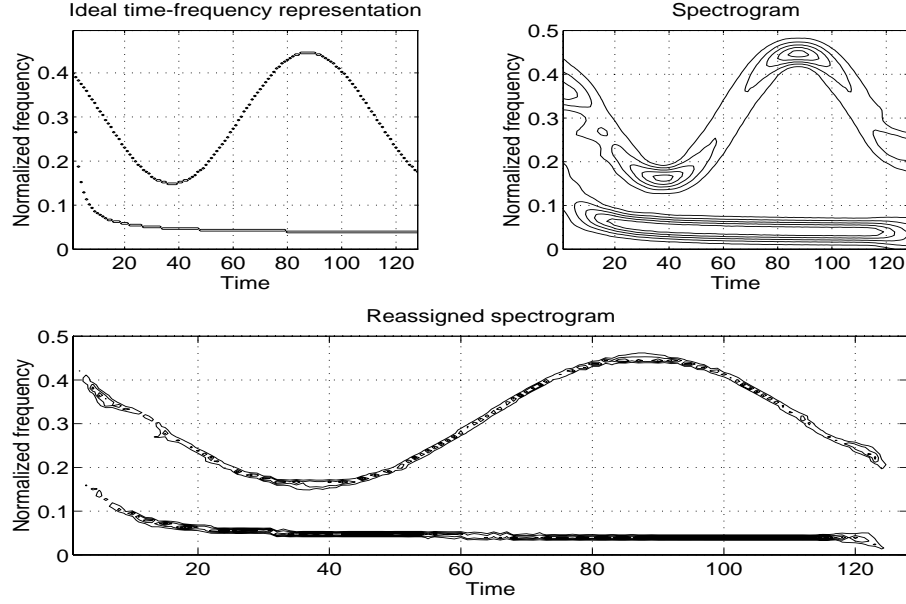 Ideal time-frequency representation
Normalized frequency
0.4
0.3
0.2
0.1
0
20 40 60 80 100 120
Time
Spectrogram
Normalized frequency
0.5
0.4
0.3
0.2
0.1
0
20 40 60 80 100 120
Time
Reassigned spectrogram
Normalized frequency
0.5
0.4
0.3
0.2
0.1
0
20 40 60 80 100 120
Time